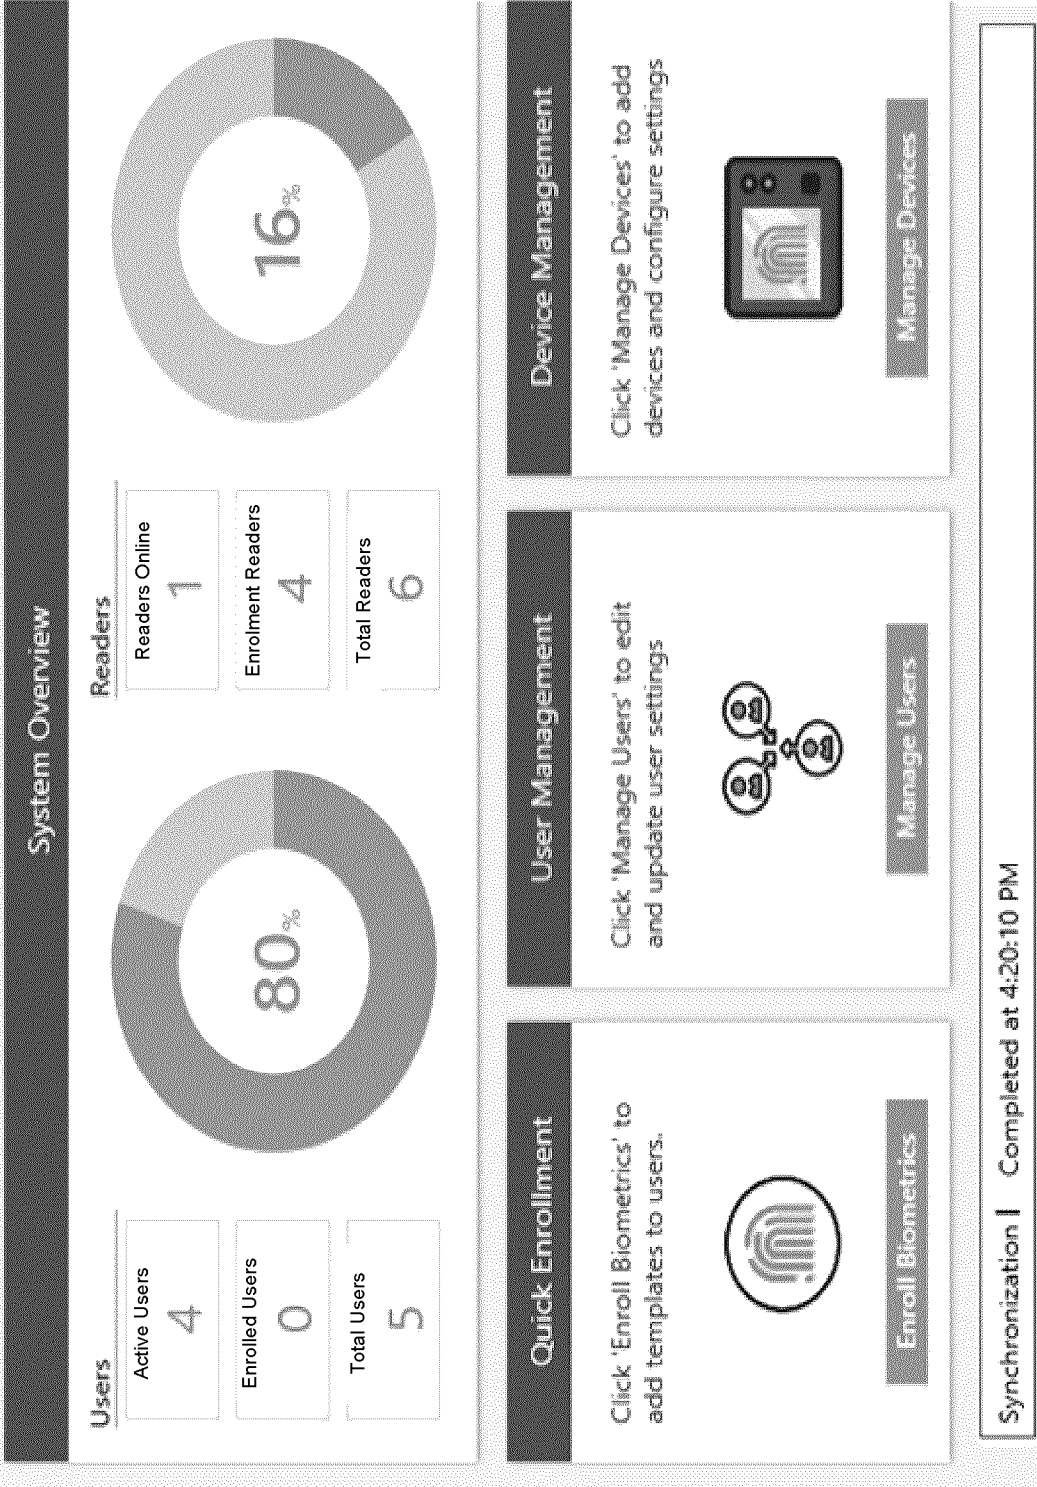 System Overview
Users
Active Users
4
Enrolled Users
0
Total Users
5
80%
Readers
Readers Online
1
Enrolment Readers
4
Total Readers
6
16%
Quick Enrollment
Click 'Enroll Biometrics' to
add templates to users.
Enroll Biometrics
User Management
Click 'Manage Users' to edit
and update user settings
Manage Users
Device Management
Click 'Manage Devices' to add
devices and configure settings
Manage Devices
Synchronization | Completed at 4:20:10 PM